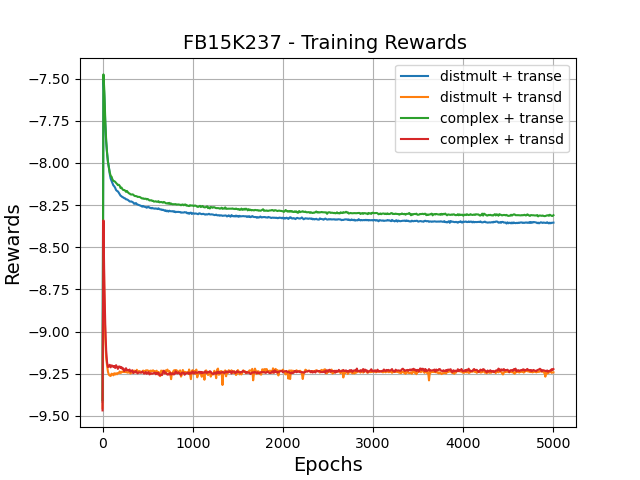 FB15K237 - Training Rewards
distmult + transe
distmult + transd
complex + transe
complex + transd
Rewards
−7.50
−7.75
−8.00
−8.25
−8.50
−8.75
−9.00
−9.25
−9.50
0 1000 2000 3000 4000 5000
Epochs